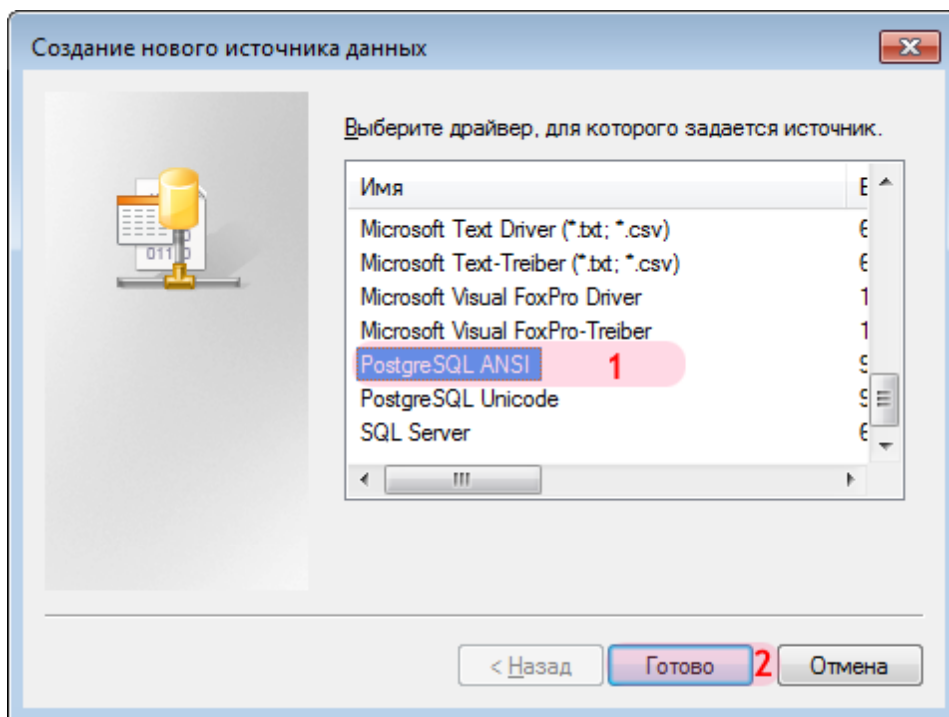 Создание нового источника данных
Выберите драйвер, для которого задается источник.
Имя
Microsoft Text Driver (*.txt; *.csv)
Microsoft Text-Treiber (*.txt; *.csv)
Microsoft Visual FoxPro Driver
Microsoft Visual FoxPro-Treiber
PostgreSQL ANSI 1
PostgreSQL Unicode
SQL Server
< Назад Готово 2 Отмена